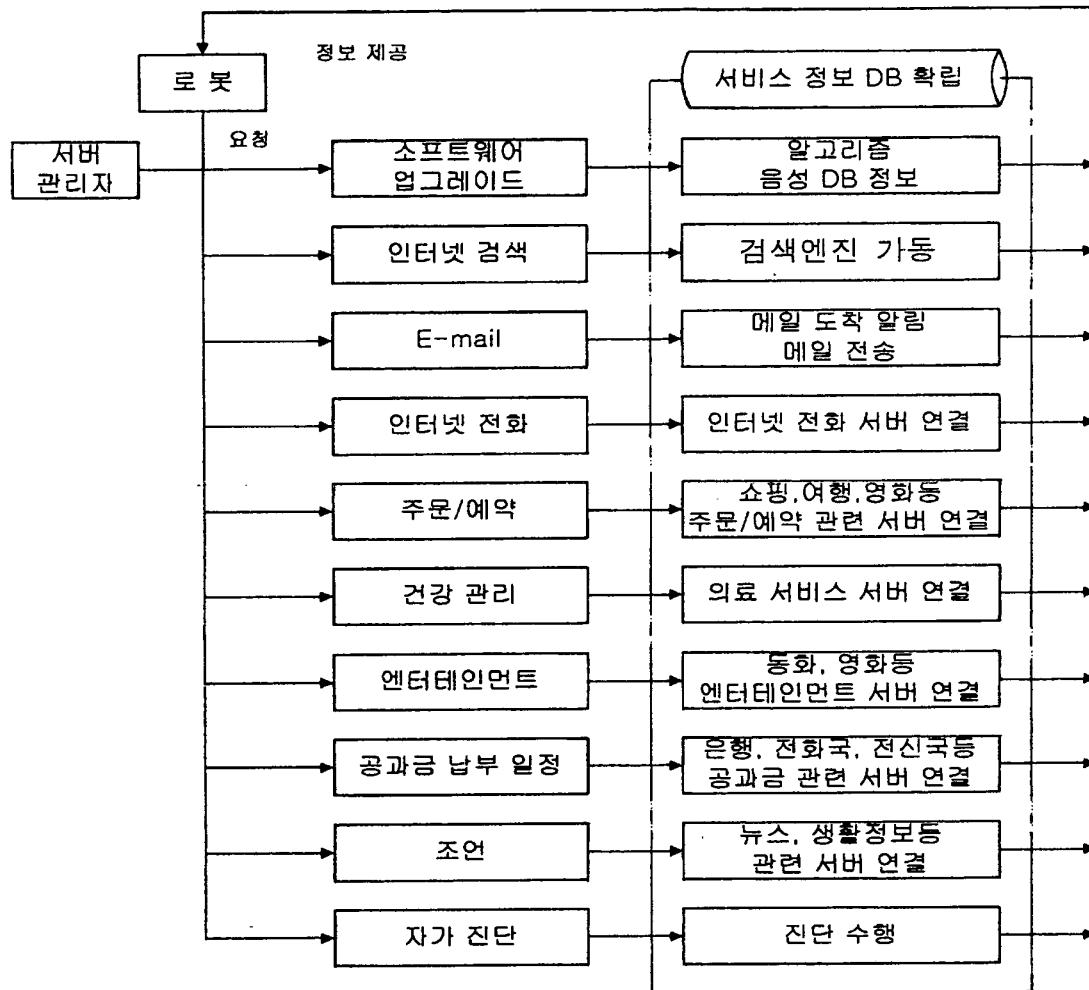 정보 제공
로 봇
서비스 정보 DB 확립
요청
서버
관리자
소프트웨어
업그레이드
알고리즘
음성 DB 정보
인터넷 검색
검색엔진 가동
E-mail
메일 도착 알림
메일 전송
인터넷 전화
인터넷 전화 서버 연결
주문/예약
쇼핑,여행,영화등
주문/예약 관련 서버 연결
건강 관리
의료 서비스 서버 연결
엔터테인먼트
동화, 영화등
엔터테인먼트 서버 연결
공과금 납부 일정
은행, 전화국, 전신국등
공과금 관련 서버 연결
조언
뉴스, 생활정보등
관련 서버 연결
자가 진단
진단 수행